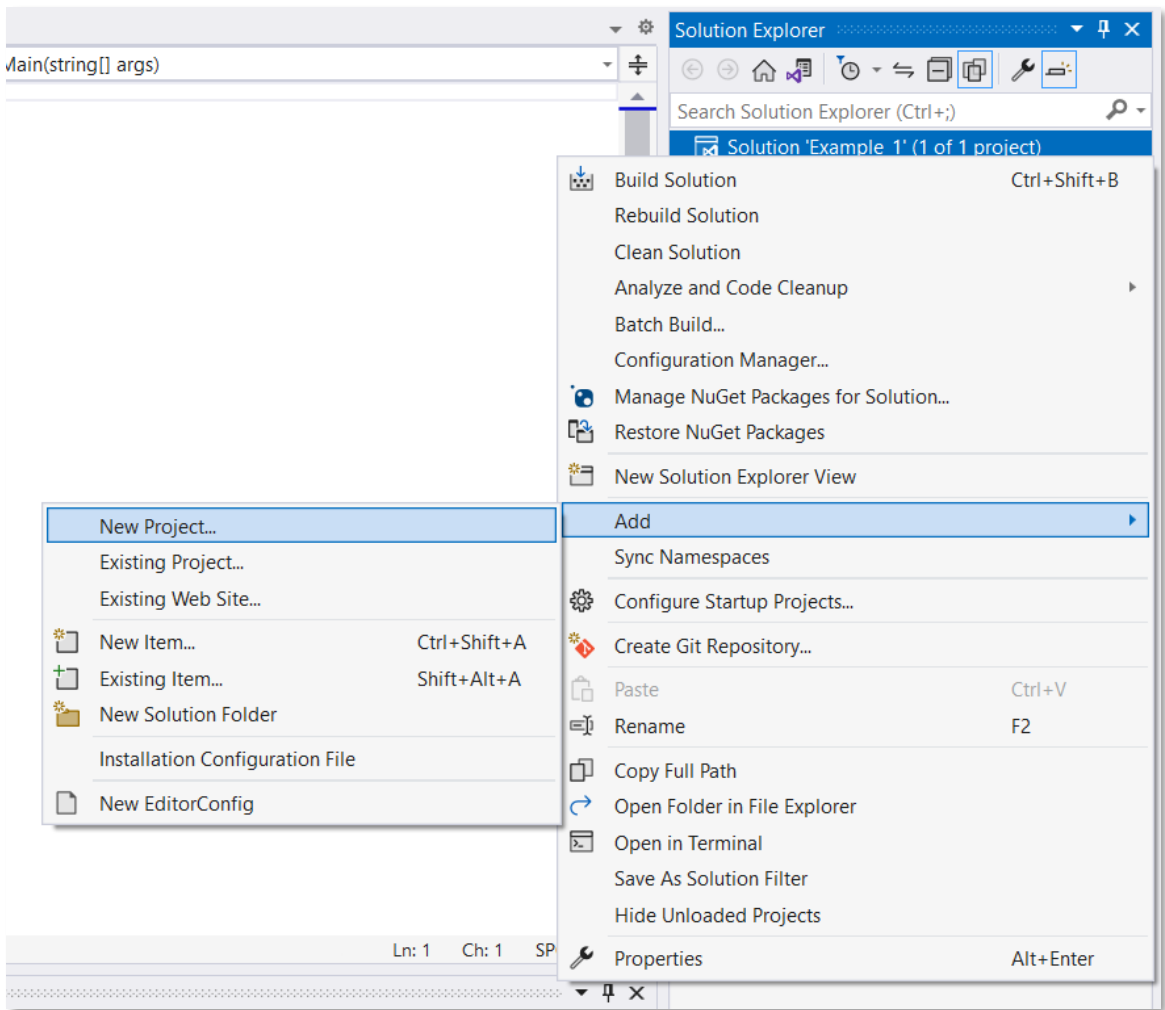 Main(string[] args)
Solution Explorer
Search Solution Explorer (Ctrl+;)
Solution 'Example_1' (1 of 1 project)
Build Solution Ctrl+Shift+B
Rebuild Solution
Clean Solution
Analyze and Code Cleanup
Batch Build...
Configuration Manager...
Manage NuGet Packages for Solution...
Restore NuGet Packages
New Solution Explorer View
Add
Sync Namespaces
Configure Startup Projects...
Create Git Repository...
Paste Ctrl+V
Rename F2
Copy Full Path
Open Folder in File Explorer
Open in Terminal
Save As Solution Filter
Hide Unloaded Projects
Properties Alt+Enter
New Project...
Existing Project...
Existing Web Site...
New Item... Ctrl+Shift+A
Existing Item... Shift+Alt+A
New Solution Folder
Installation Configuration File
New EditorConfig
Ln: 1 Ch: 1